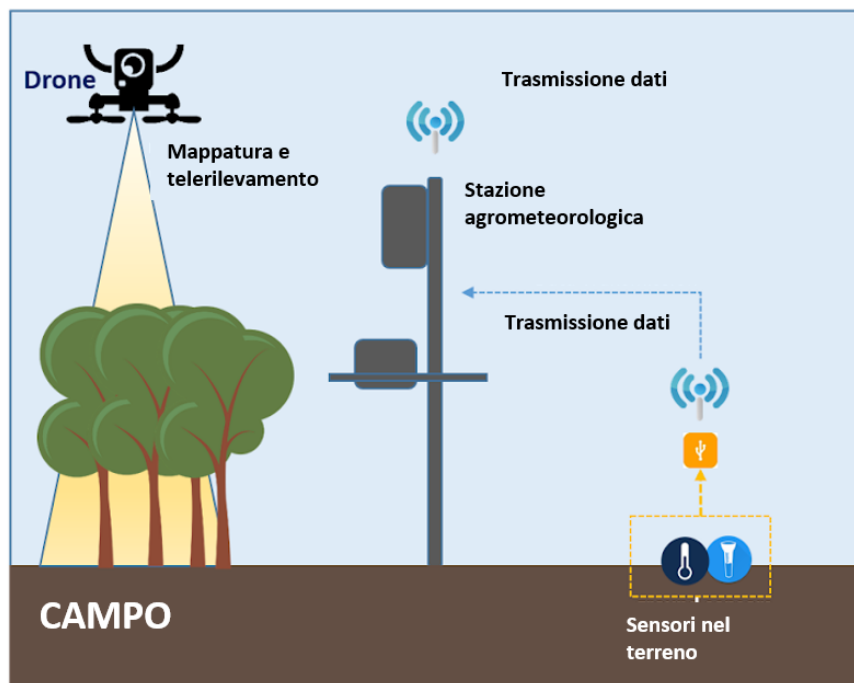 Drone
Trasmissione dati
Mappatura e
telerilevamento
Stazione
agrometeorologica
Trasmissione dati
CAMPO
Sensori nel
terreno